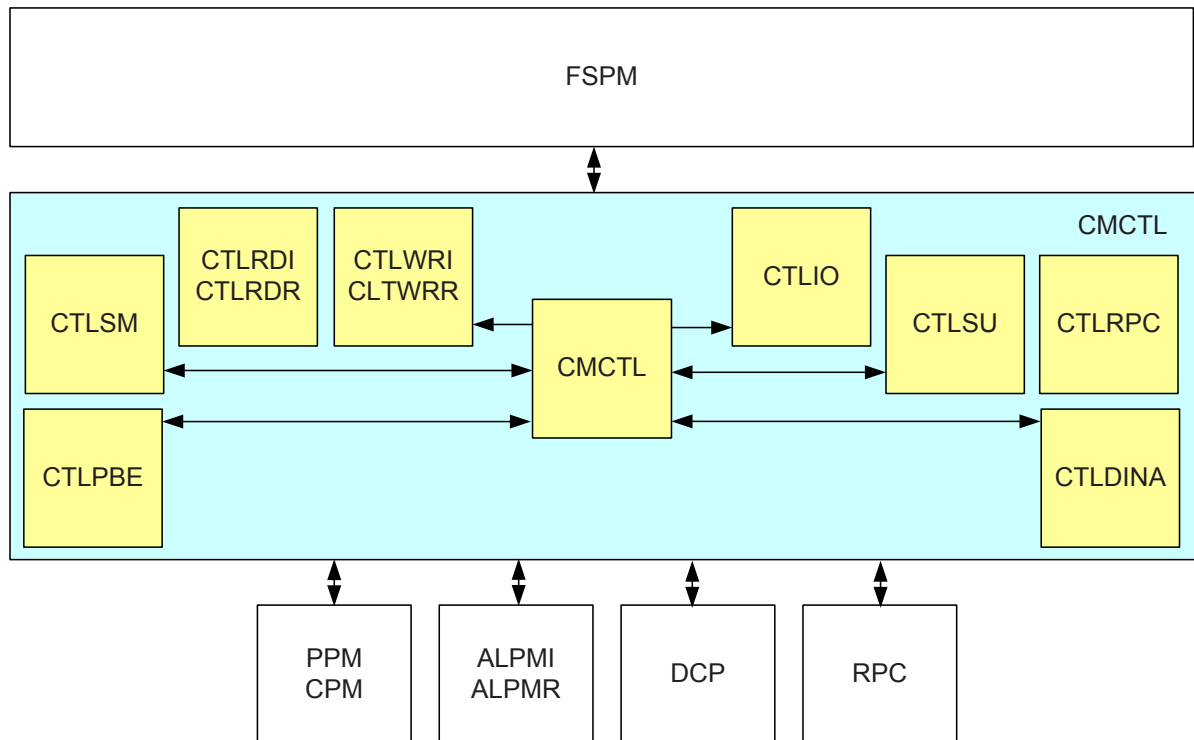 FSPM
CMCTL
CTLRDI
CTLRDR
CTLWRI
CLTWRR
CTLIO
CTLSM
CMCTL
CTLSU
CTLRPC
CTLPBE
CTLDINA
PPM
CPM
ALPMI
ALPMR
DCP
RPC